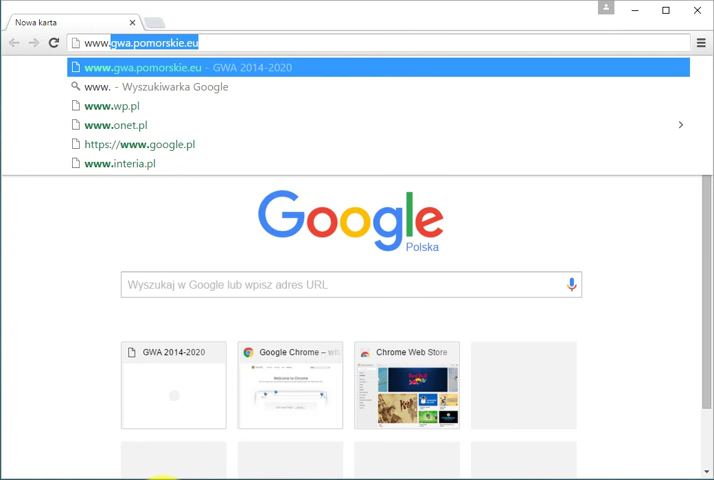 Nowa karta
www.gwa.pomorskie.eu
www.gwa.pomorskie.eu - GWA 2014-2020
www. - Wyszukiwarka Google
www.wp.pl
www.onet.pl
https://www.google.pl
www.interia.pl
Google
Polska
Wyszukaj w Google lub wpisz adres URL
GWA 2014-2020
Google Chrome – wit
Chrome Web Store